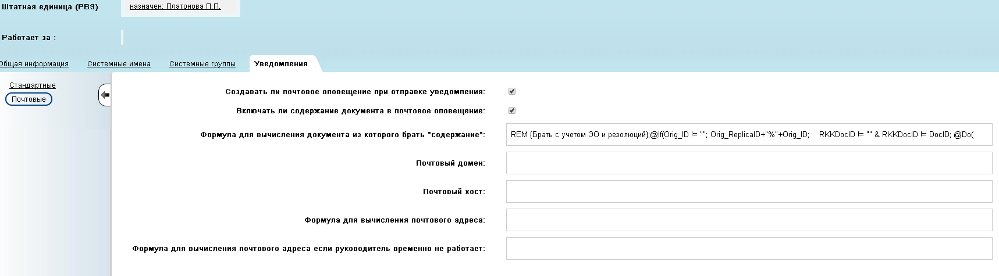 Штатная единица (РВЗ) назначен: Платонова П.П.
Работает за :
Общая информация Системные имена Системные группы Уведомления
Стандартные
Почтовые
Создавать ли почтовое оповещение при отправке уведомления:
Включать ли содержание документа в почтовое оповещение:
Формула для вычисления документа из которого брать "содержание": REM {Брать с учетом ЭО и резолюций};@If(Orig_ID != ""; Orig_ReplicaID+"%"+Orig_ID; RKKDocID != "" & RKKDocID != DocID; @Do(
Почтовый домен:
Почтовый хост:
Формула для вычисления почтового адреса:
Формула для вычисления почтового адреса если руководитель временно не работает: